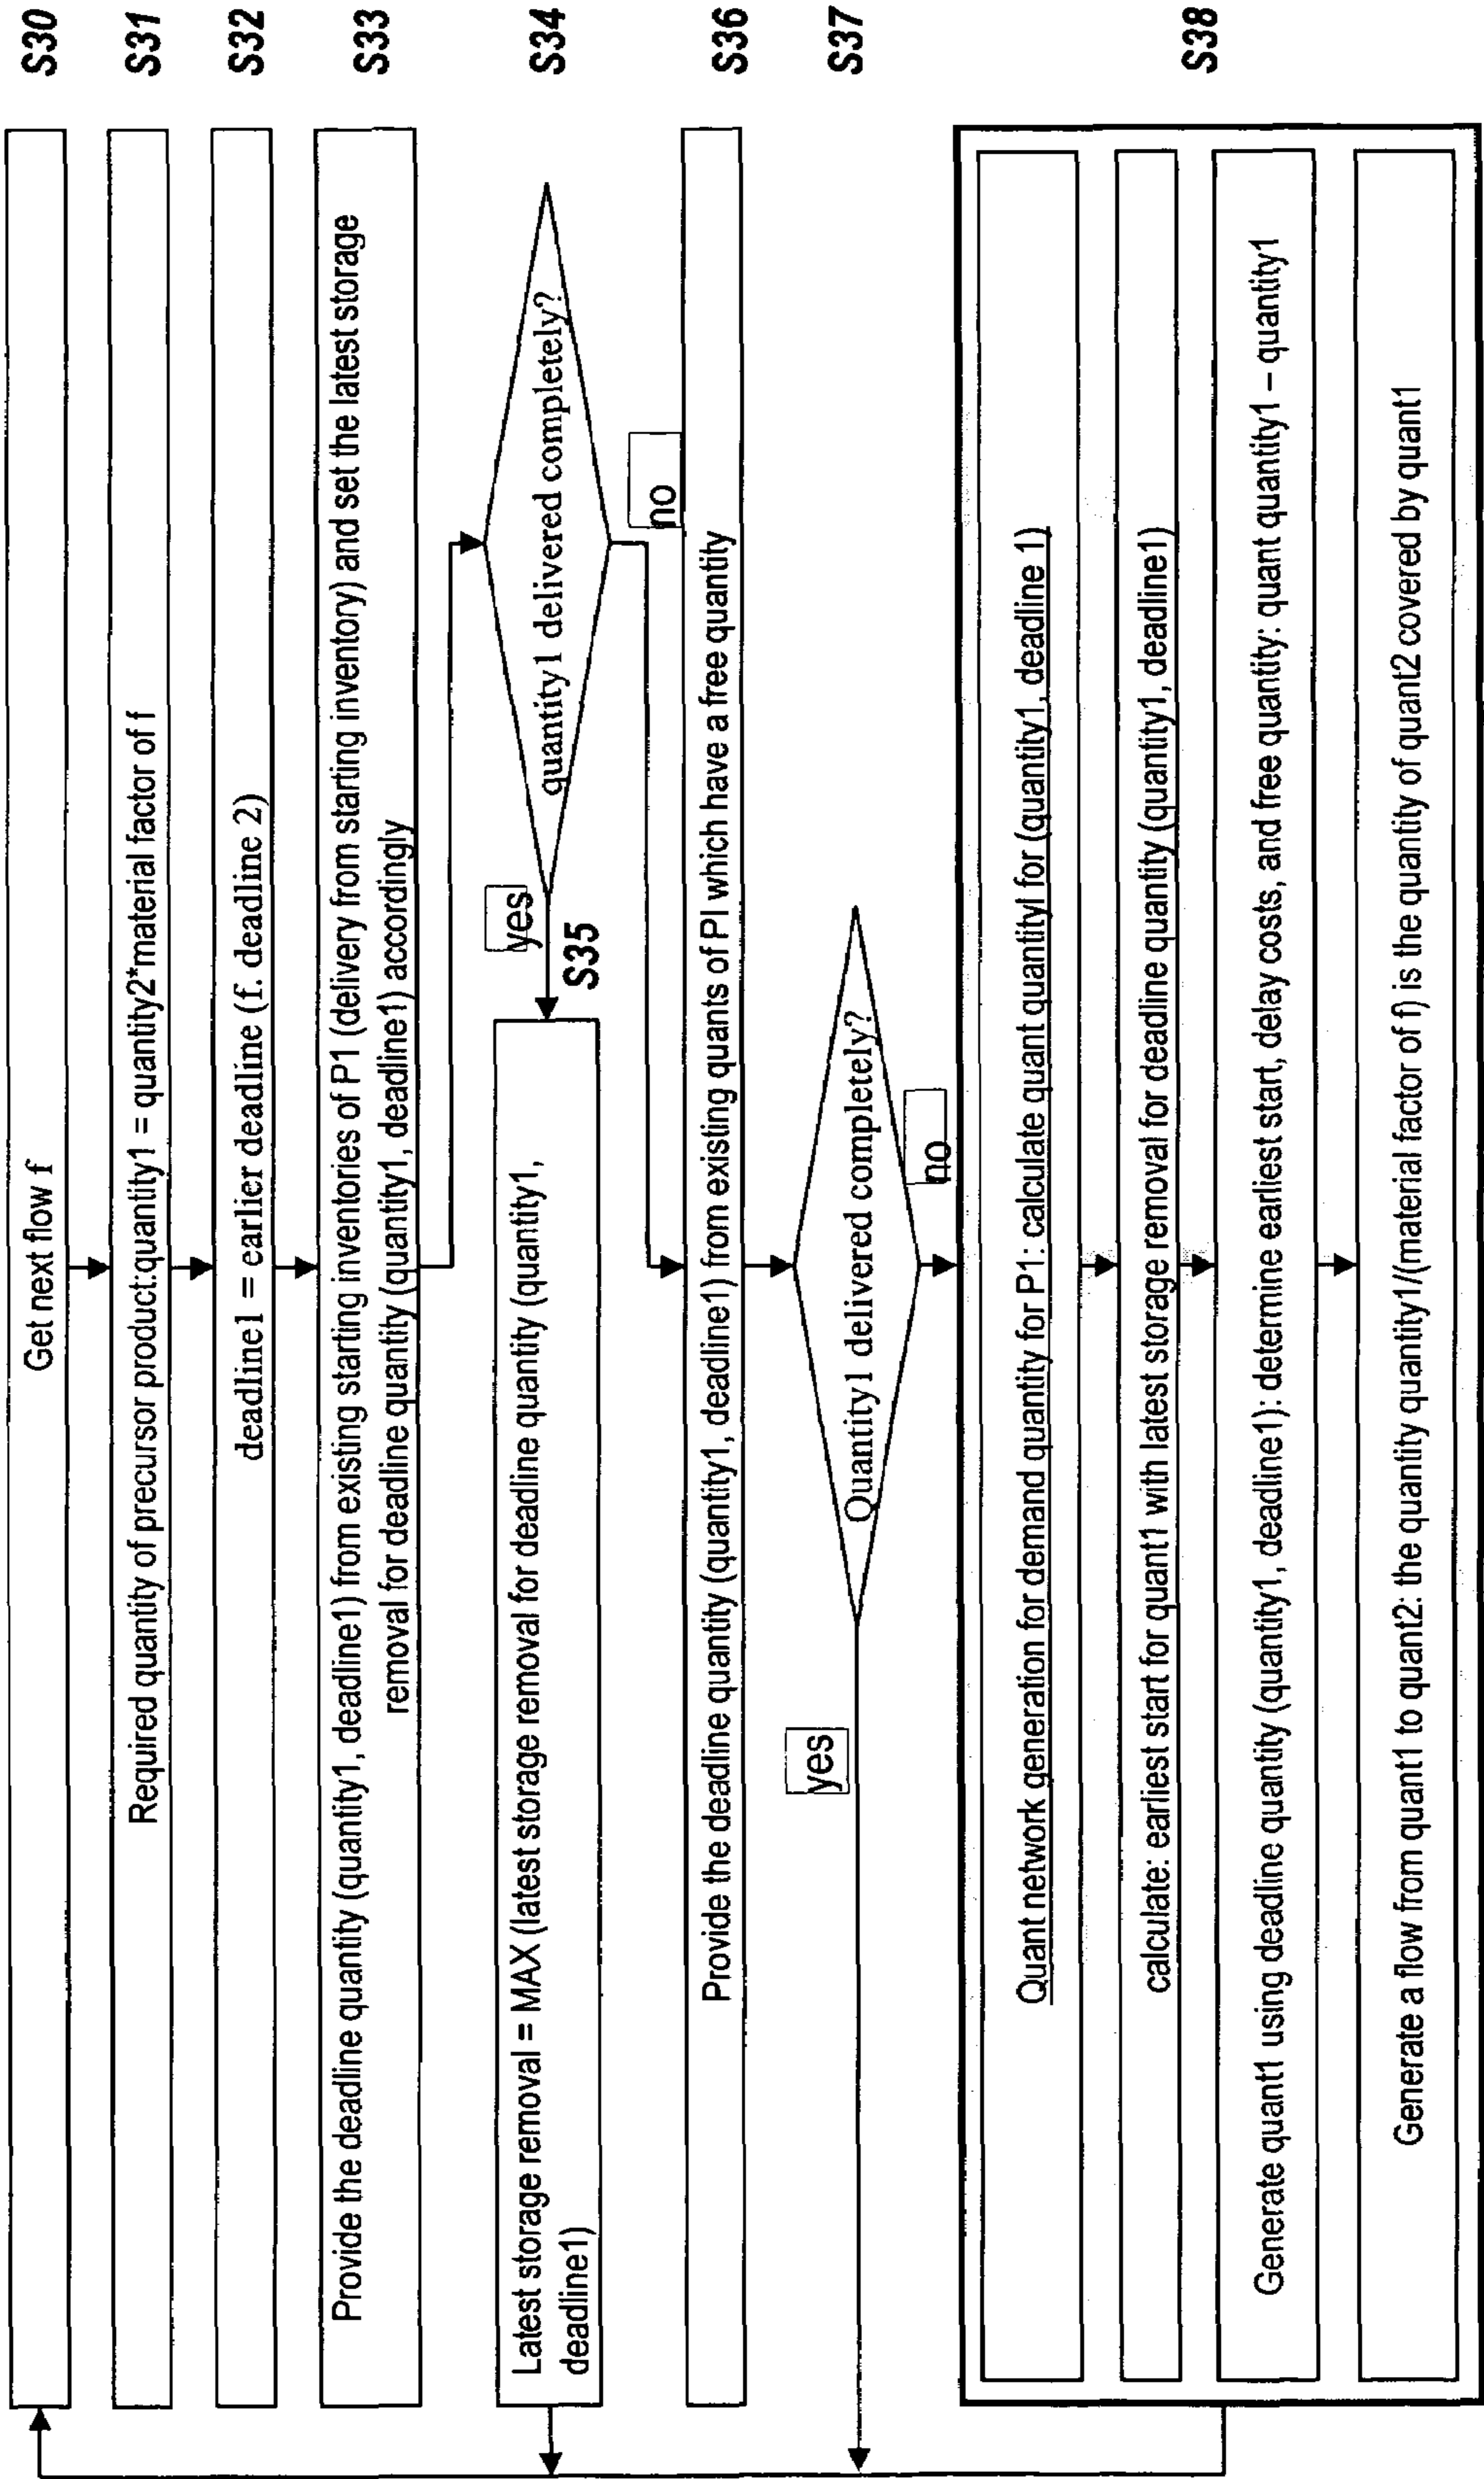 S30
Get next flow f
S31
Required quantity of precursor product:quantity1 = quantity2*material factor of f
S32
deadline1 = earlier deadline (f. deadline 2)
S33
Provide the deadline quantity (quantity1, deadline1) from existing starting inventories of P1 (delivery from starting inventory) and set the latest storage
removal for deadline quantity (quantity1, deadline1) accordingly
S34
quantity1 delivered completely?
yes
no
S35
Latest storage removal = MAX (latest storage removal for deadline quantity (quantity1,
deadline1)
S36
Provide the deadline quantity (quantity1, deadline1) from existing quants of PI which have a free quantity
S37
Quantity1 delivered completely?
yes
no
S38
Quant network generation for demand quantity for P1: calculate quant quantityl for (quantity1, deadline 1)
calculate: earliest start for quant1 with latest storage removal for deadline quantity (quantity1, deadline1)
Generate quant1 using deadline quantity (quantity1, deadline1): determine earliest start, delay costs, and free quantity: quant quantity1 – quantity1
Generate a flow from quant1 to quant2: the quantity quantity1/(material factor of f) is the quantity of quant2 covered by quant1